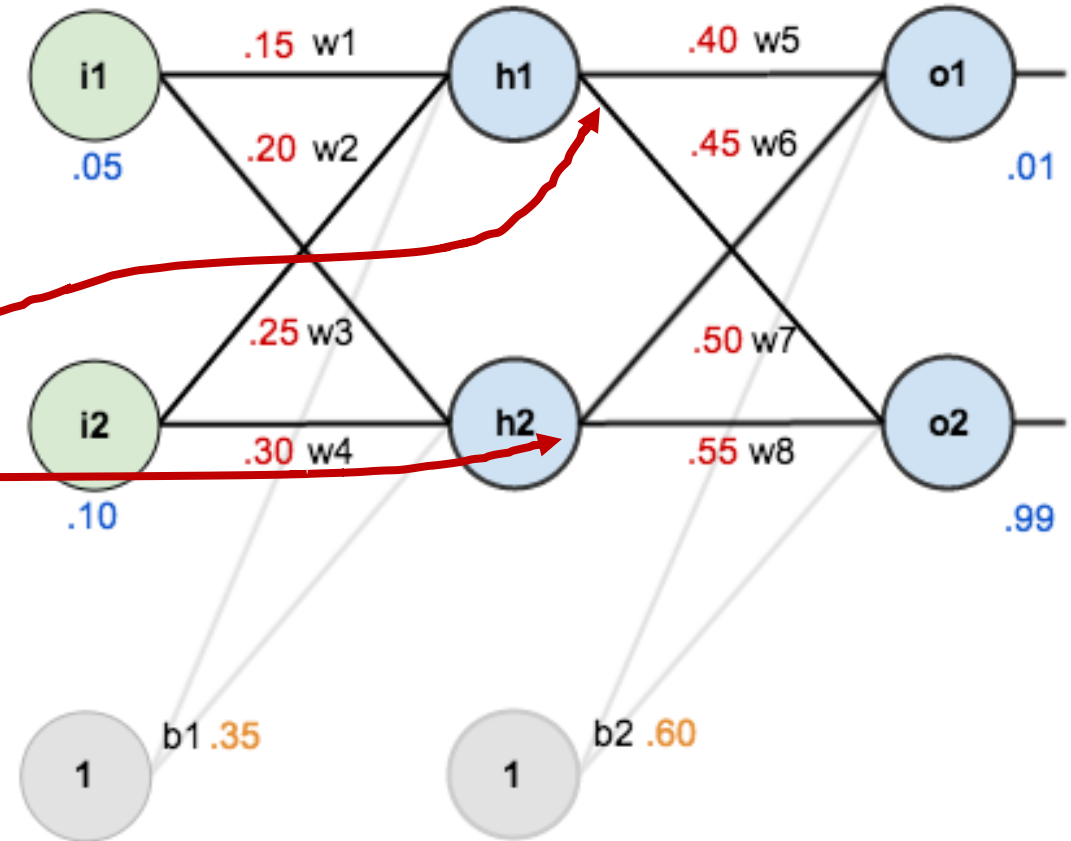 .15 w1
.40 w5
i1
h1
o1
.20 w2
.45 w6
.05
.01
.25 w3
.50 w7
i2
h2
o2
.30 w4
.55 w8
.10
.99
b1 .35
b2 .60
1
1